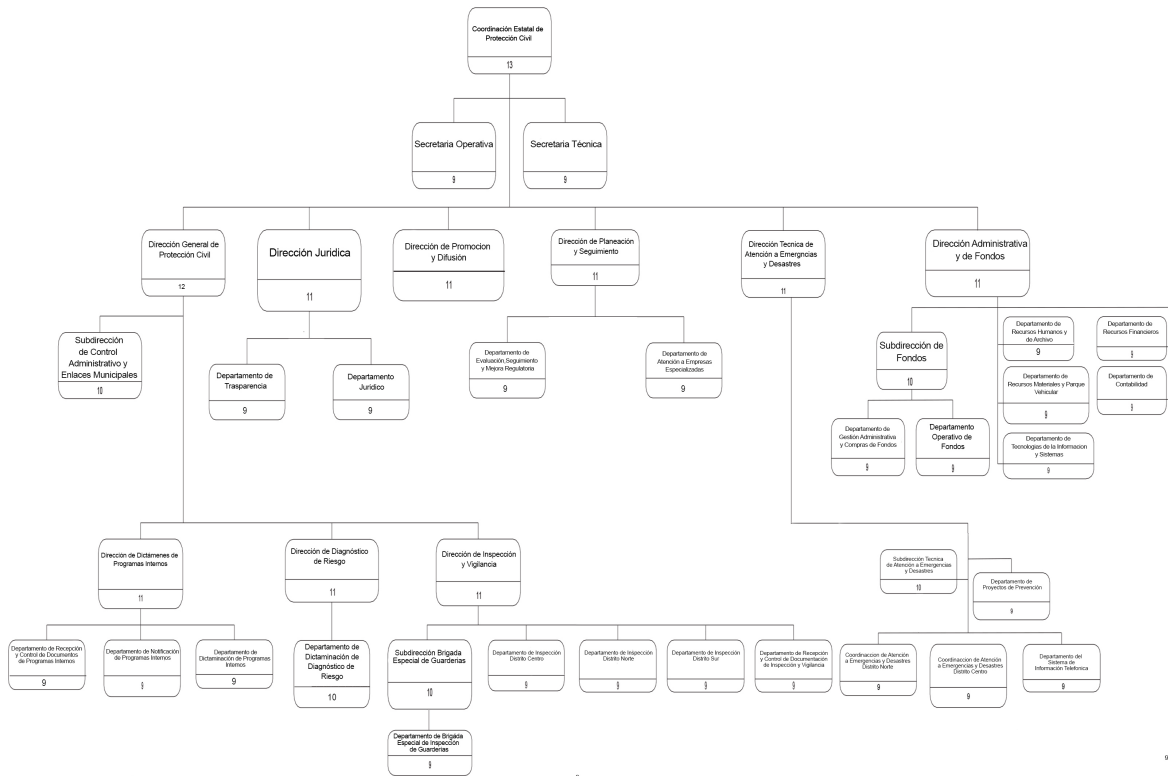 Coordinación Estatal de
Protección Civil
13
Secretaria Operativa
9
Secretaria Técnica
9
Dirección General de
Protección Civil
12
Dirección Juridica
11
Dirección de Promocion
y Difusión
11
Dirección de Planeación
y Seguimiento
11
Dirección Tecnica de
Atención a Emergncias
y Desastres
11
Dirección Administrativa
y de Fondos
11
Subdirección
de Control
Administrativo y
Enlaces Municipales
10
Departamento de
Trasparencia
9
Departamento
Jurídico
9
Departamento de
Evaluación,Seguimiento
y Mejora Regulatoria
9
Departamento de
Atención a Empresas
Especializadas
9
Subdirección de
Fondos
10
Departamento de
Recursos Humanos y
de Archivo
9
Departamento de
Recursos Financieros
9
Departamento de
Recursos Materiales y Parque
Vehicular
9
Departamento de
Contabilidad
9
Departamento de
Gestión Administrativa
y Compras de Fondos
9
Departamento
Operativo de
Fondos
9
Departamento de
Tecnologias de la Informacion
y Sistemas
9
Dirección de Dictámenes de
Programas Internos
11
Dirección de Diagnóstico
de Riesgo
11
Dirección de Inspección
y Vigilancia
11
Subdirección Tecnica
de Atención a Emergencias
y Desastres
10
Departamento de
Proyectos de Prevención
9
Departamento de Recepción
y Control de Documentos
de Programas Internos
9
Departamento de Notificación
de Programas Internos
9
Departamento de
Dictaminación de Programas
Internos
9
Departamento de
Dictaminación de
Diagnóstico de
Riesgo
10
Subdirección Brigada
Especial de Guarderias
10
Departamento de Inspección
Distrito Centro
9
Departamento de Inspección
Distrito Norte
9
Departamento de Inspección
Distrito Sur
9
Departamento de Recepción
y Control de Documentación
de Inspección y Vigilancia
9
Coordinaccion de Atención
a Emergencias y Desastres
Distrito Norte
9
Coordinaccion de Atención
a Emergencias y Desastres
Distrito Centro
9
Departamento del
Sistema de
Información Telefonica
9
Departamento de Brigada
Especial de Inspección
de Guarderias
9
9